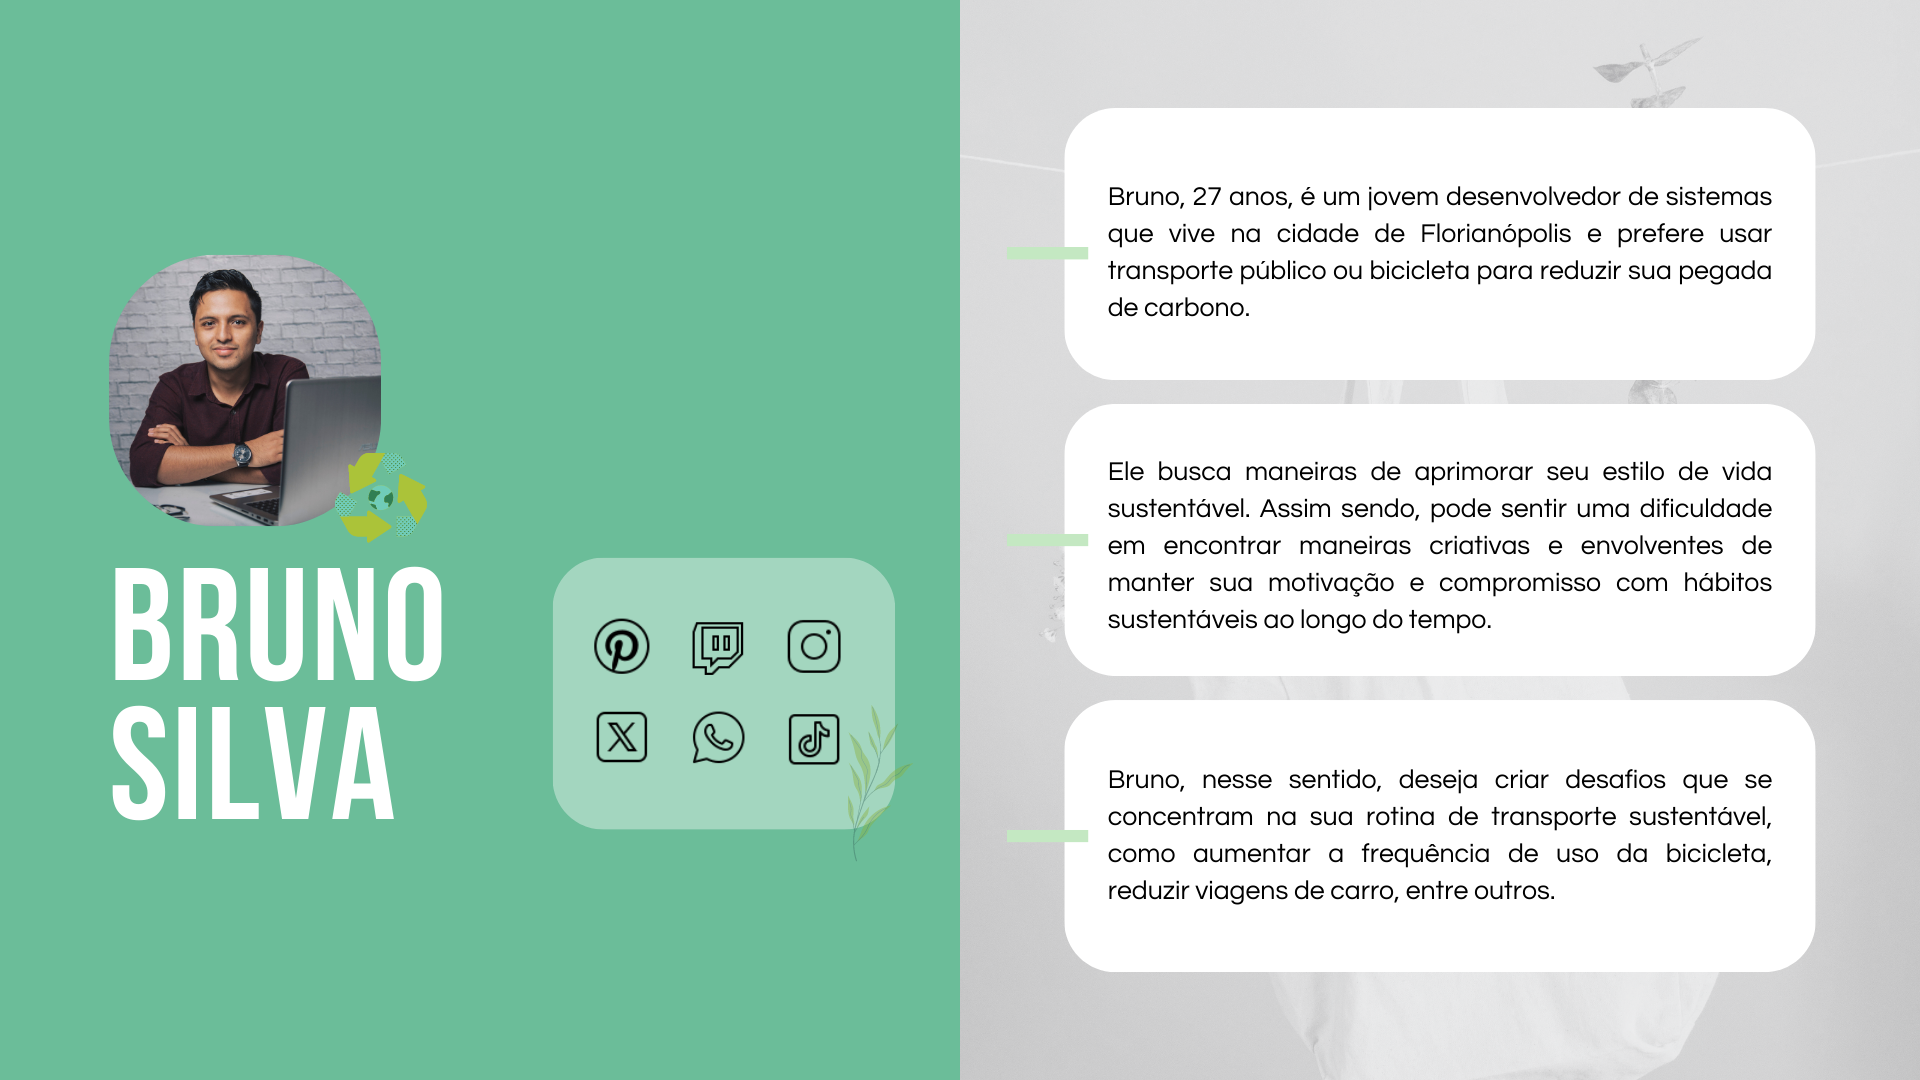 BRUNO
SILVA
Bruno, 27 anos, é um jovem desenvolvedor de sistemas
que vive na cidade de Florianópolis e prefere usar
transporte público ou bicicleta para reduzir sua pegada
de carbono.
Ele busca maneiras de aprimorar seu estilo de vida
sustentável. Assim sendo, pode sentir uma dificuldade
em encontrar maneiras criativas e envolventes de
manter sua motivação e compromisso com hábitos
sustentáveis ao longo do tempo.
Bruno, nesse sentido, deseja criar desafios que se
concentram na sua rotina de transporte sustentável,
como aumentar a frequência de uso da bicicleta,
reduzir viagens de carro, entre outros.